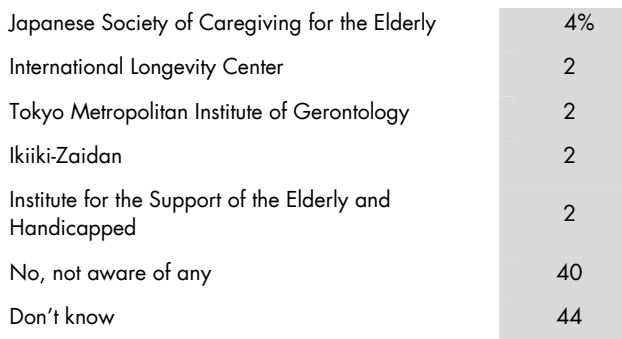 Japanese Society of Caregiving for the Elderly 4%
International Longevity Center 2
Tokyo Metropolitan Institute of Gerontology 2
Ikiiki-Zaidan 2
Institute for the Support of the Elderly and
Handicapped 2
No, not aware of any 40
Don’t know 44